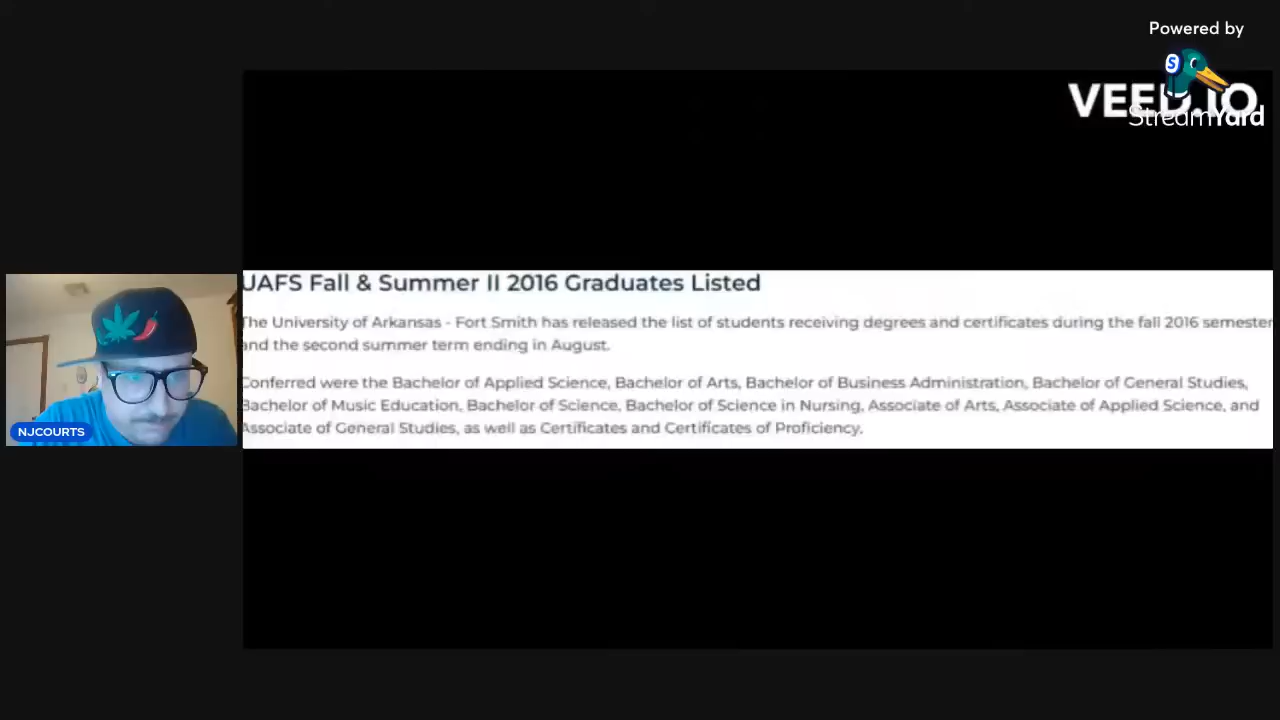 Powered by
VEED.IO
StreamYard
UAFS Fall & Summer II 2016 Graduates Listed
The University of Arkansas - Fort Smith has released the list of students receiving degrees and certificates during the fall 2016 semester
and the second summer term ending in August.
Conferred were the Bachelor of Applied Science, Bachelor of Arts, Bachelor of Business Administration, Bachelor of General Studies,
Bachelor of Music Education, Bachelor of Science, Bachelor of Science in Nursing, Associate of Arts, Associate of Applied Science, and
Associate of General Studies, as well as Certificates and Certificates of Proficiency.
NJCOURTS